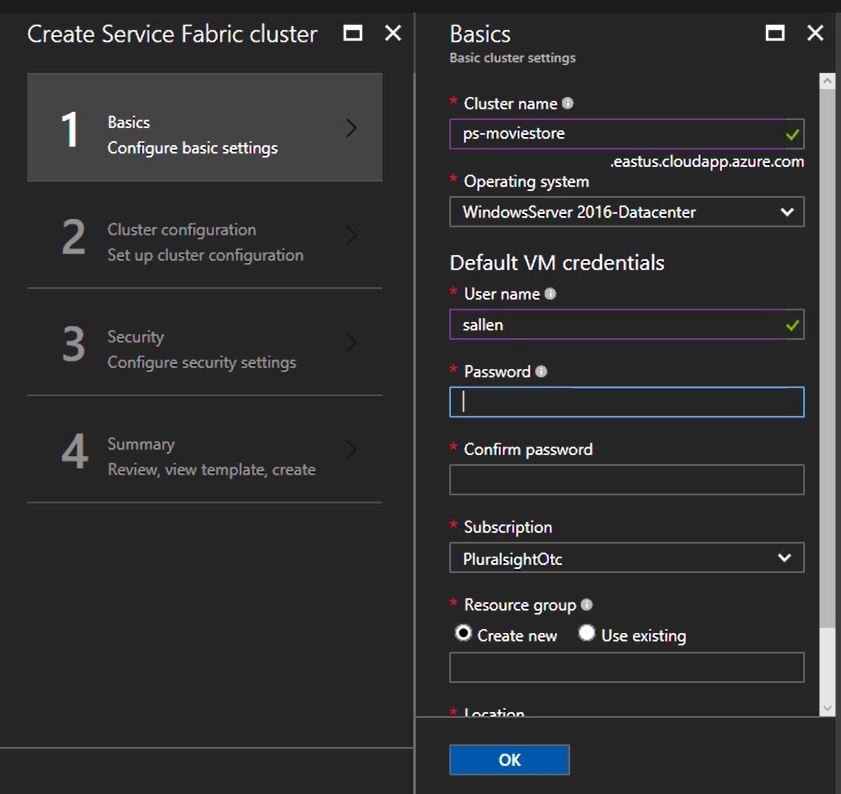 Create Service Fabric cluster
1
Basics
Configure basic settings
2
Cluster configuration
Set up cluster configuration
3
Security
Configure security settings
4
Summary
Review, view template, create
Basics
Basic cluster settings
* Cluster name
ps-moviestore
.eastus.cloudapp.azure.com
* Operating system
WindowsServer 2016-Datacenter
Default VM credentials
* User name
sallen
* Password
* Confirm password
* Subscription
PluralsightOtc
* Resource group
Create new Use existing
* Location
OK